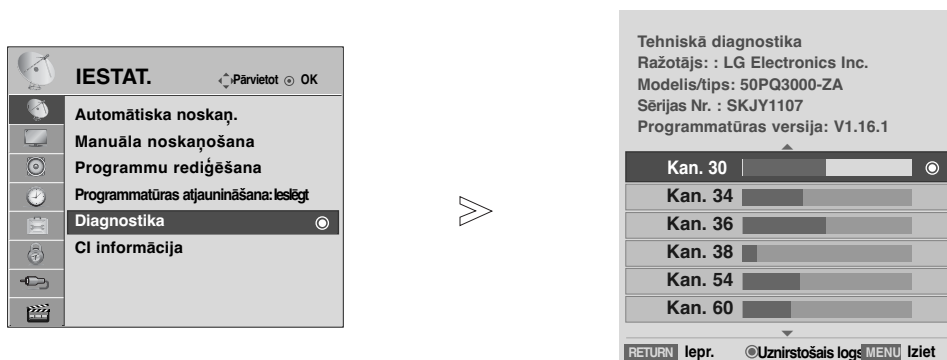 IESTAT.
Pārvietot OK
Automātiska noskaņ.
Manuāla noskaņošana
Programmu rediģēšana
Programmatūras atjaunināšana: Ieslēgt
Diagnostika
CI informācija
Tehniskā diagnostika
Ražotājs: : LG Electronics Inc.
Modelis/tips: 50PQ3000-ZA
Sērijas Nr. : SKJY1107
Programmatūras versija: V1.16.1
Kan. 30
Kan. 34
Kan. 36
Kan. 38
Kan. 54
Kan. 60
RETURN Iepr. Uznirstošais logs MENU Iziet